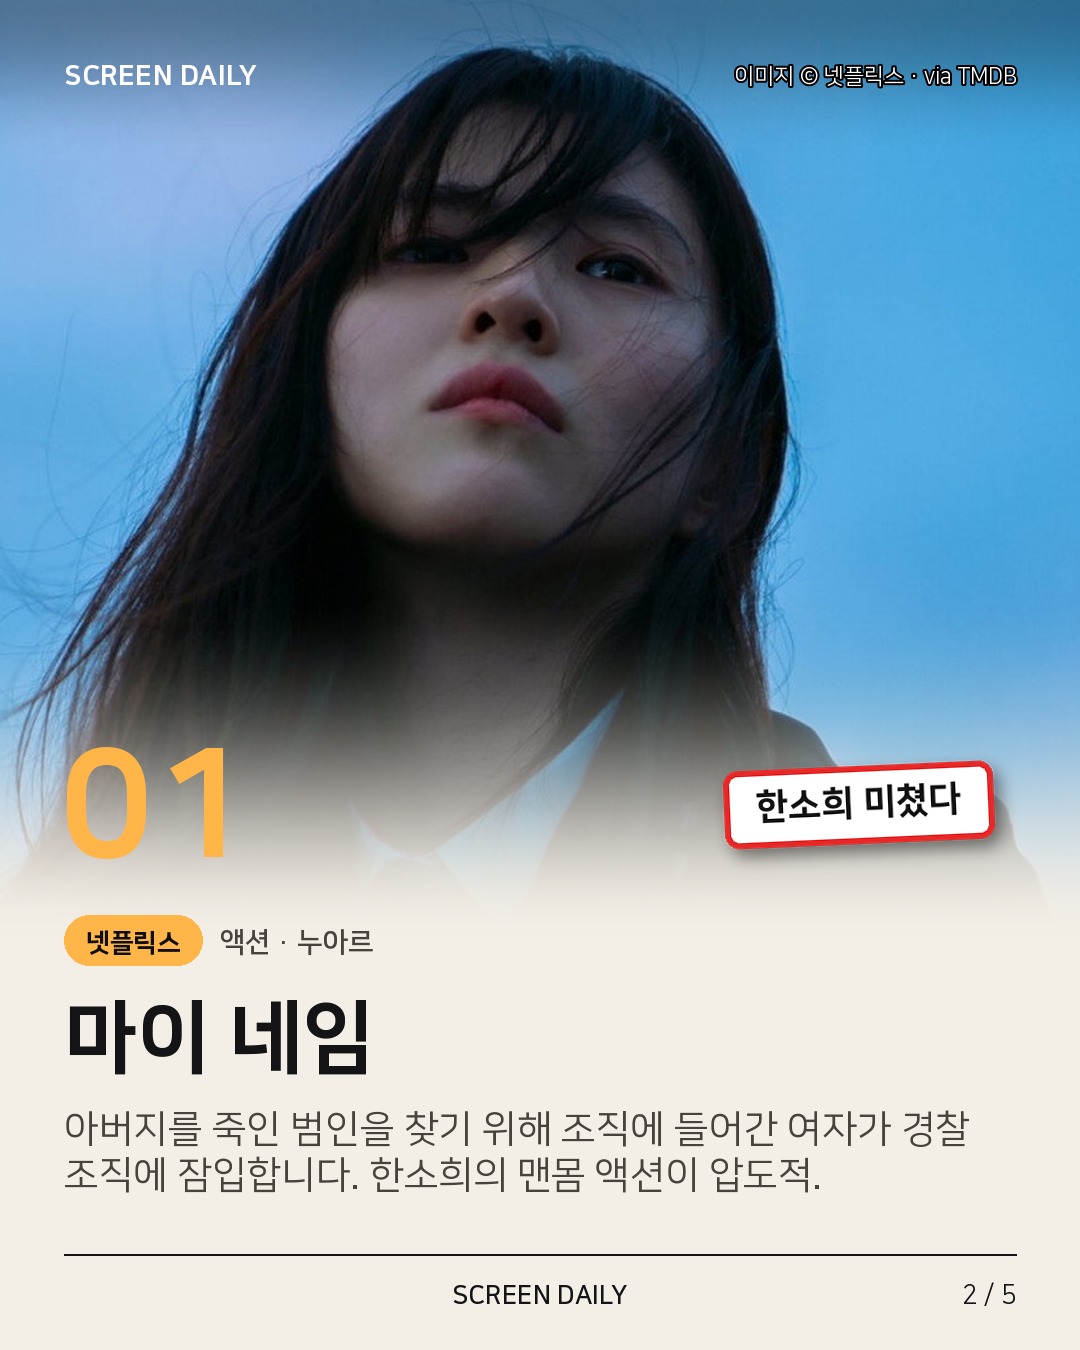 SCREEN DAILY
이미지 © 넷플릭스 · via TMDB
01
한소희 미쳤다
넷플릭스 액션 · 누아르
마이 네임
아버지를 죽인 범인을 찾기 위해 조직에 들어간 여자가 경찰
조직에 잠입합니다. 한소희의 맨몸 액션이 압도적.
SCREEN DAILY
2 / 5